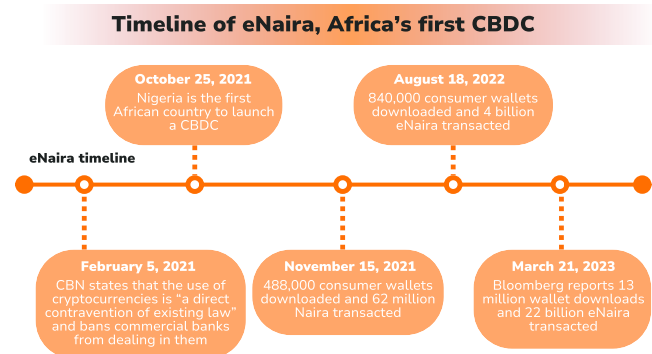 Timeline of eNaira, Africa's first CBDC
October 25, 2021
Nigeria is the first
African country to launch
a CBDC
August 18, 2022
840,000 consumer wallets
downloaded and 4 billion
eNaira transacted
eNaira timeline
February 5, 2021
CBN states that the use of
cryptocurrencies is “a direct
contravention of existing law”
and bans commercial banks
from dealing in them
November 15, 2021
488,000 consumer wallets
downloaded and 62 million
Naira transacted
March 21, 2023
Bloomberg reports 13
million wallet downloads
and 22 billion eNaira
transacted